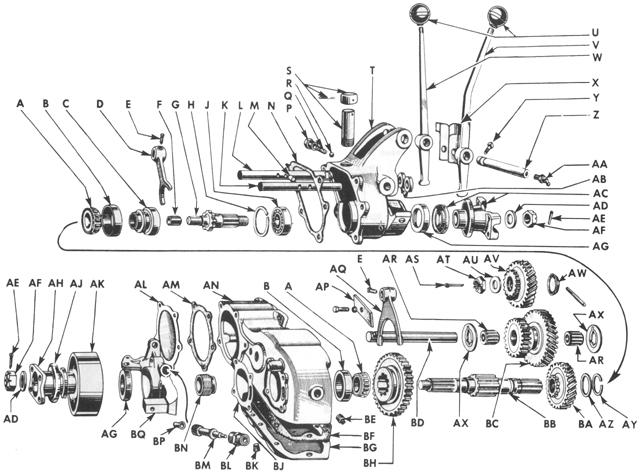 U
V
W
X
Y
Z
S
R
Q
P
T
A B C D E F G H J K L M N
AA
AB
AC
AD
AE
AF
AG
E AR AS AT AU AV
AQ
AP
AW
AX
AR
AE AF AH AJ AK AL AM AN B A
AD
AG
BQ
BP
BN
BM
BL
BK
BJ
BE
BF
BG
BH
BD
AX
BC
BB
BA
AZ
AY